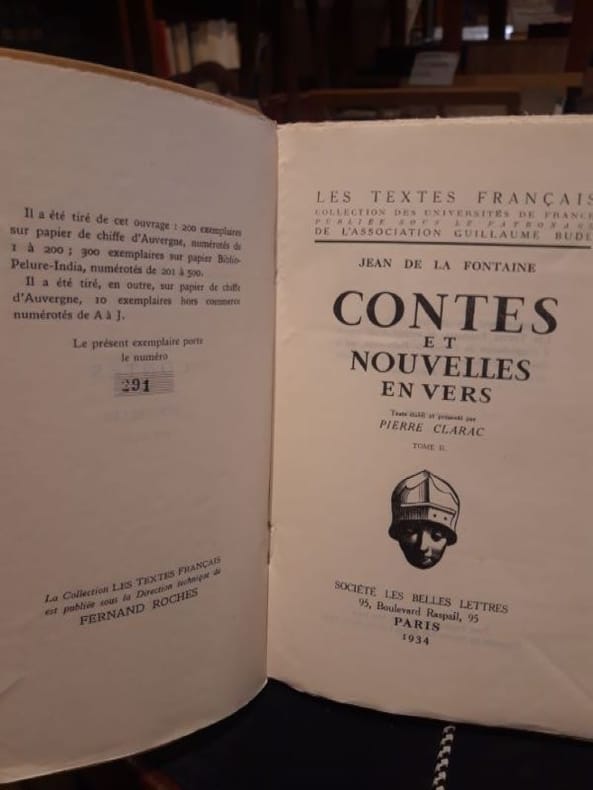 Il a été tiré de cet ouvrage : 200 exemplaires
sur papier de chiffe d'Auvergne, numérotés de
1 à 200 ; 300 exemplaires sur papier Biblio-
Pelure-India, numérotés de 201 à 500.
Il a été tiré, en outre, sur papier de chiffe
d'Auvergne, 10 exemplaires hors commerce
numérotés de A à J.
Le présent exemplaire porte
le numéro
291
La Collection LES TEXTES FRANÇAIS
est publiée sous la Direction technique de
FERNAND ROCHES
LES TEXTES FRANÇAIS
COLLECTION DES UNIVERSITÉS DE FRANCE
PUBLIÉE SOUS LE PATRONAGE
DE L'ASSOCIATION GUILLAUME BUDÉ
JEAN DE LA FONTAINE
CONTES
ET
NOUVELLES
EN VERS
Texte établi et présenté par
PIERRE CLARAC
TOME II.
SOCIÉTÉ LES BELLES LETTRES
95, Boulevard Raspail, 95
PARIS
1934